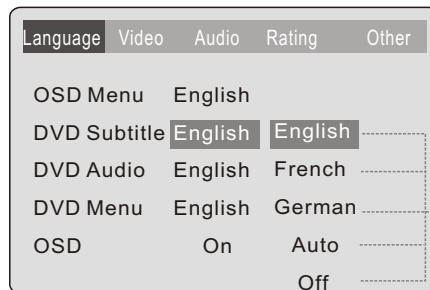 Language Video Audio Rating Other
OSD Menu English
DVD Subtitle English English
DVD Audio English French
DVD Menu English German
OSD On Auto
Off